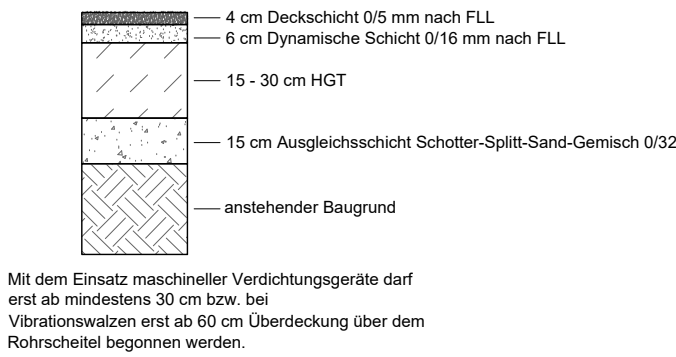 4 cm Deckschicht 0/5 mm nach FLL
6 cm Dynamische Schicht 0/16 mm nach FLL
15 - 30 cm HGT
15 cm Ausgleichsschicht Schotter-Splitt-Sand-Gemisch 0/32
anstehender Baugrund
Mit dem Einsatz maschineller Verdichtungsgeräte darf
erst ab mindestens 30 cm bzw. bei
Vibrationswalzen erst ab 60 cm Überdeckung über dem
Rohrscheitel begonnen werden.